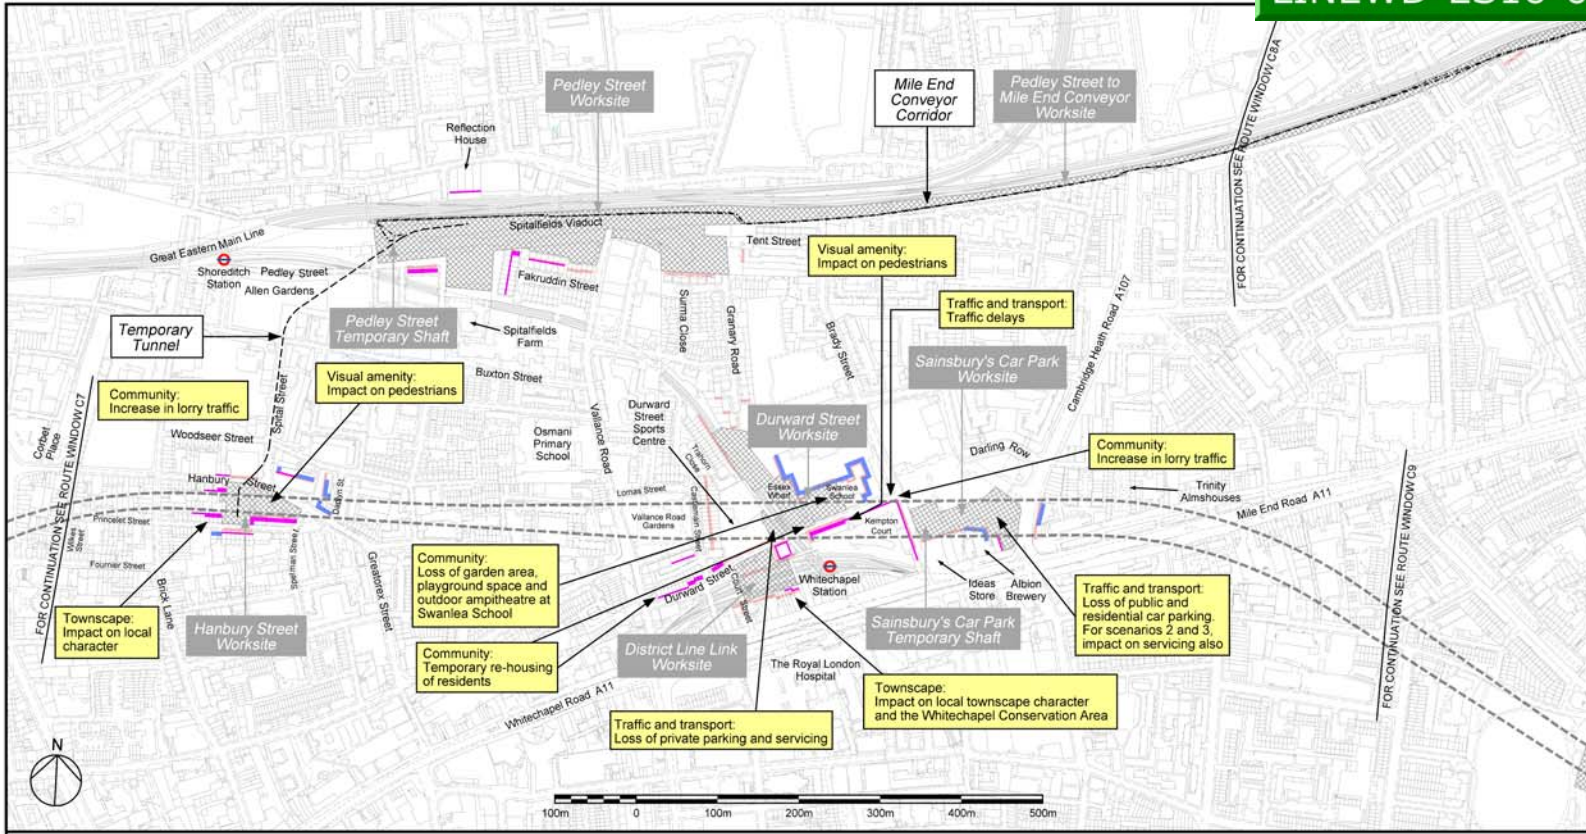 Pedley Street
Worksite
Mile End
Conveyor
Corridor
Pedley Street to
Mile End Conveyor
Worksite
FOR CONTINUATION SEE ROUTE WINDOW C8A
Reflection
House
Spitalfields Viaduct
Great Eastern Main Line
Tent Street
Visual amenity:
Impact on pedestrians
Shoreditch
Station
Pedley Street
Allen Gardens
Fakruddin Street
Traffic and transport:
Traffic delays
Temporary
Tunnel
Pedley Street
Temporary Shaft
Spitalfields
Farm
Surma Close
Granary Road
Brady Street
Cambridge Heath Road A107
Sainsbury's Car Park
Worksite
Community:
Increase in lorry traffic
Visual amenity:
Impact on pedestrians
Buxton Street
Spital Street
Vallance Road
Durward
Street
Sports
Centre
Durward Street
Worksite
Corbet
Place
Woodseer Street
Osmani
Primary
School
Darling Row
Community:
Increase in lorry traffic
FOR CONTINUATION SEE ROUTE WINDOW C7
Hanbury Street
Trahorn
Close
Lomas Street
Essex
Wharf
Swanlea
School
Trinity
Almshouses
Mile End Road A11
Princelet Street
Vallance Road
Gardens
Castlemain Street
Kempton
Court
Fournier Street
Brick Lane
Greatorex Street
Community:
Loss of garden area,
playground space and
outdoor ampitheatre at
Swanlea School
Durward Street
Court Street
Whitechapel
Station
Ideas
Store
Albion
Brewery
Traffic and transport:
Loss of public and
residential car parking.
For scenarios 2 and 3,
impact on servicing also
Townscape:
Impact on local
character
Hanbury Street
Worksite
Community:
Temporary re-housing
of residents
District Line Link
Worksite
Sainsbury's Car Park
Temporary Shaft
FOR CONTINUATION SEE ROUTE WINDOW C9
The Royal London
Hospital
Whitechapel Road A11
Traffic and transport:
Loss of private parking and servicing
Townscape:
Impact on local townscape character
and the Whitechapel Conservation Area
N
100m 0 100m 200m 300m 400m 500m